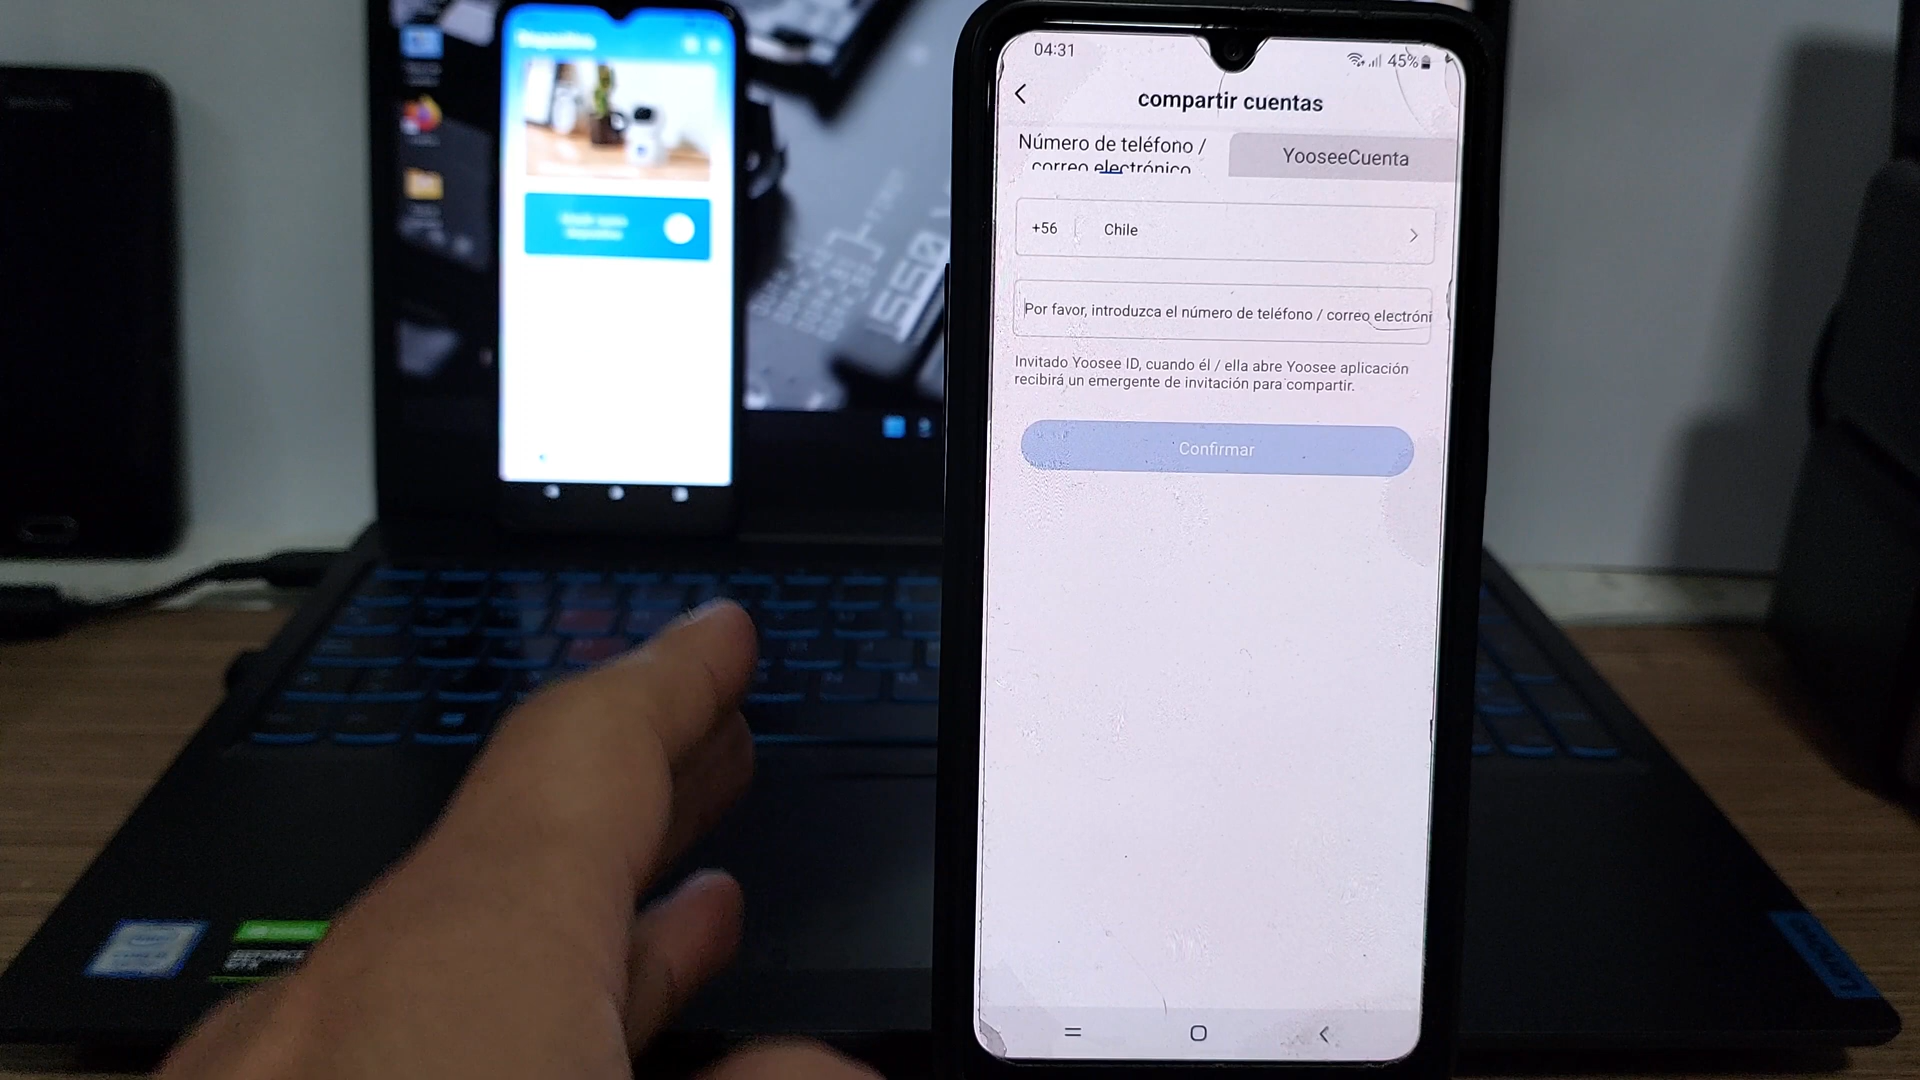 04:31
45%
compartir cuentas
Número de teléfono /
correo electrónico
YooseeCuenta
+56
Chile
Por favor, introduzca el número de teléfono / correo electróni
Invitado Yoosee ID, cuando él / ella abre Yoosee aplicación
recibirá un emergente de invitación para compartir.
Confirmar